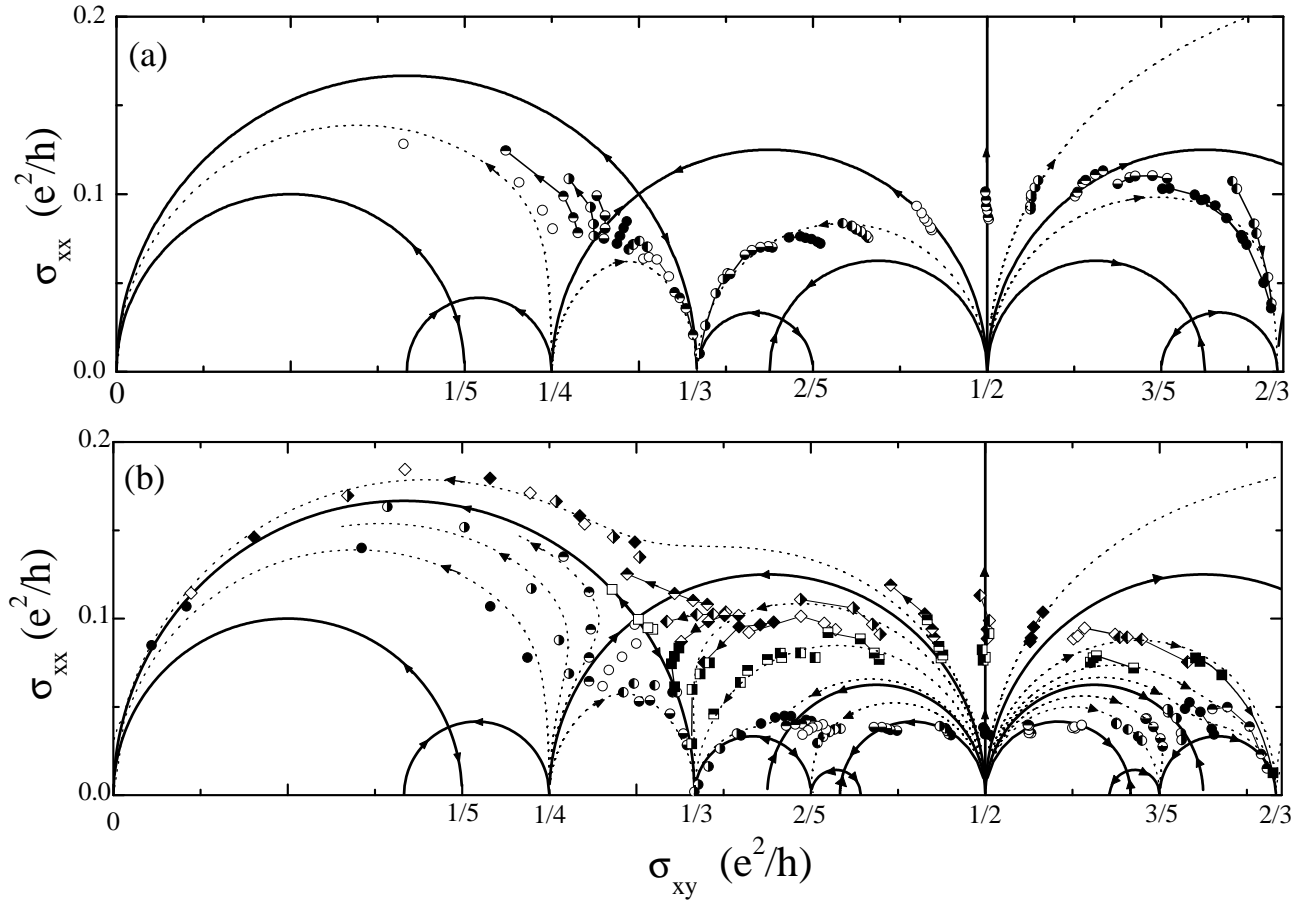 0.2
(a)
0.1
0.0
σxx (e²/h)
0 1/5 1/4 1/3 2/5 1/2 3/5 2/3
0.2
(b)
0.1
0.0
σxx (e²/h)
0 1/5 1/4 1/3 2/5 1/2 3/5 2/3
σxy (e²/h)